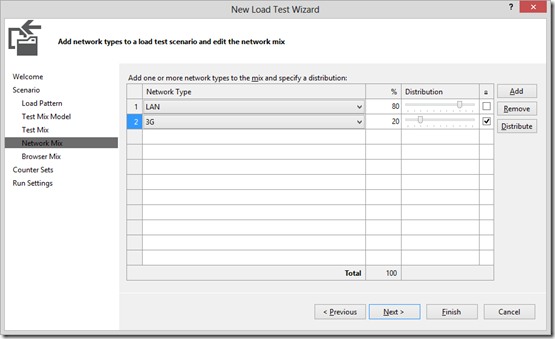 New Load Test Wizard
?
Add network types to a load test scenario and edit the network mix
Welcome
Scenario
Load Pattern
Test Mix Model
Test Mix
Network Mix
Browser Mix
Counter Sets
Run Settings
Add one or more network types to the mix and specify a distribution:
Network Type % Distribution
1 LAN 80
2 3G 20
Total 100
Add
Remove
Distribute
< Previous Next > Finish Cancel